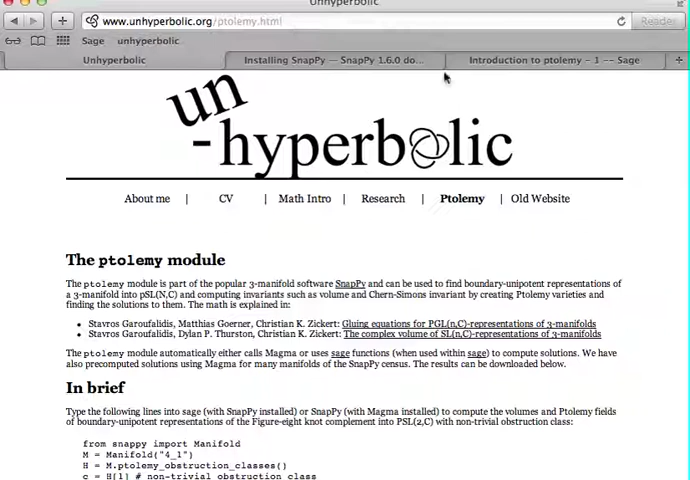 Unhyperbolic
www.unhyperbolic.org/ptolemy.html
Reader
Sage unhyperbolic
Unhyperbolic
Installing SnapPy — SnapPy 1.6.0 do...
Introduction to ptolemy – 1 -- Sage
un
-hyperbolic
About me | CV | Math Intro | Research | Ptolemy | Old Website
The ptolemy module
The ptolemy module is part of the popular 3-manifold software SnapPy and can be used to find boundary-unipotent representations of
a 3-manifold into pSL(N,C) and computing invariants such as volume and Chern-Simons invariant by creating Ptolemy varieties and
finding the solutions to them. The math is explained in:
• Stavros Garoufalidis, Matthias Goerner, Christian K. Zickert: Gluing equations for PGL(n,C)-representations of 3-manifolds
• Stavros Garoufalidis, Dylan P. Thurston, Christian K. Zickert: The complex volume of SL(n,C)-representations of 3-manifolds
The ptolemy module automatically either calls Magma or uses sage functions (when used within sage) to compute solutions. We have
also precomputed solutions using Magma for many manifolds of the SnapPy census. The results can be downloaded below.
In brief
Type the following lines into sage (with SnapPy installed) or SnapPy (with Magma installed) to compute the volumes and Ptolemy fields
of boundary-unipotent representations of the Figure-eight knot complement into PSL(2,C) with non-trivial obstruction class:
from snappy import Manifold
M = Manifold("4_1")
H = M.ptolemy_obstruction_classes()
c = H[1] # non-trivial obstruction class